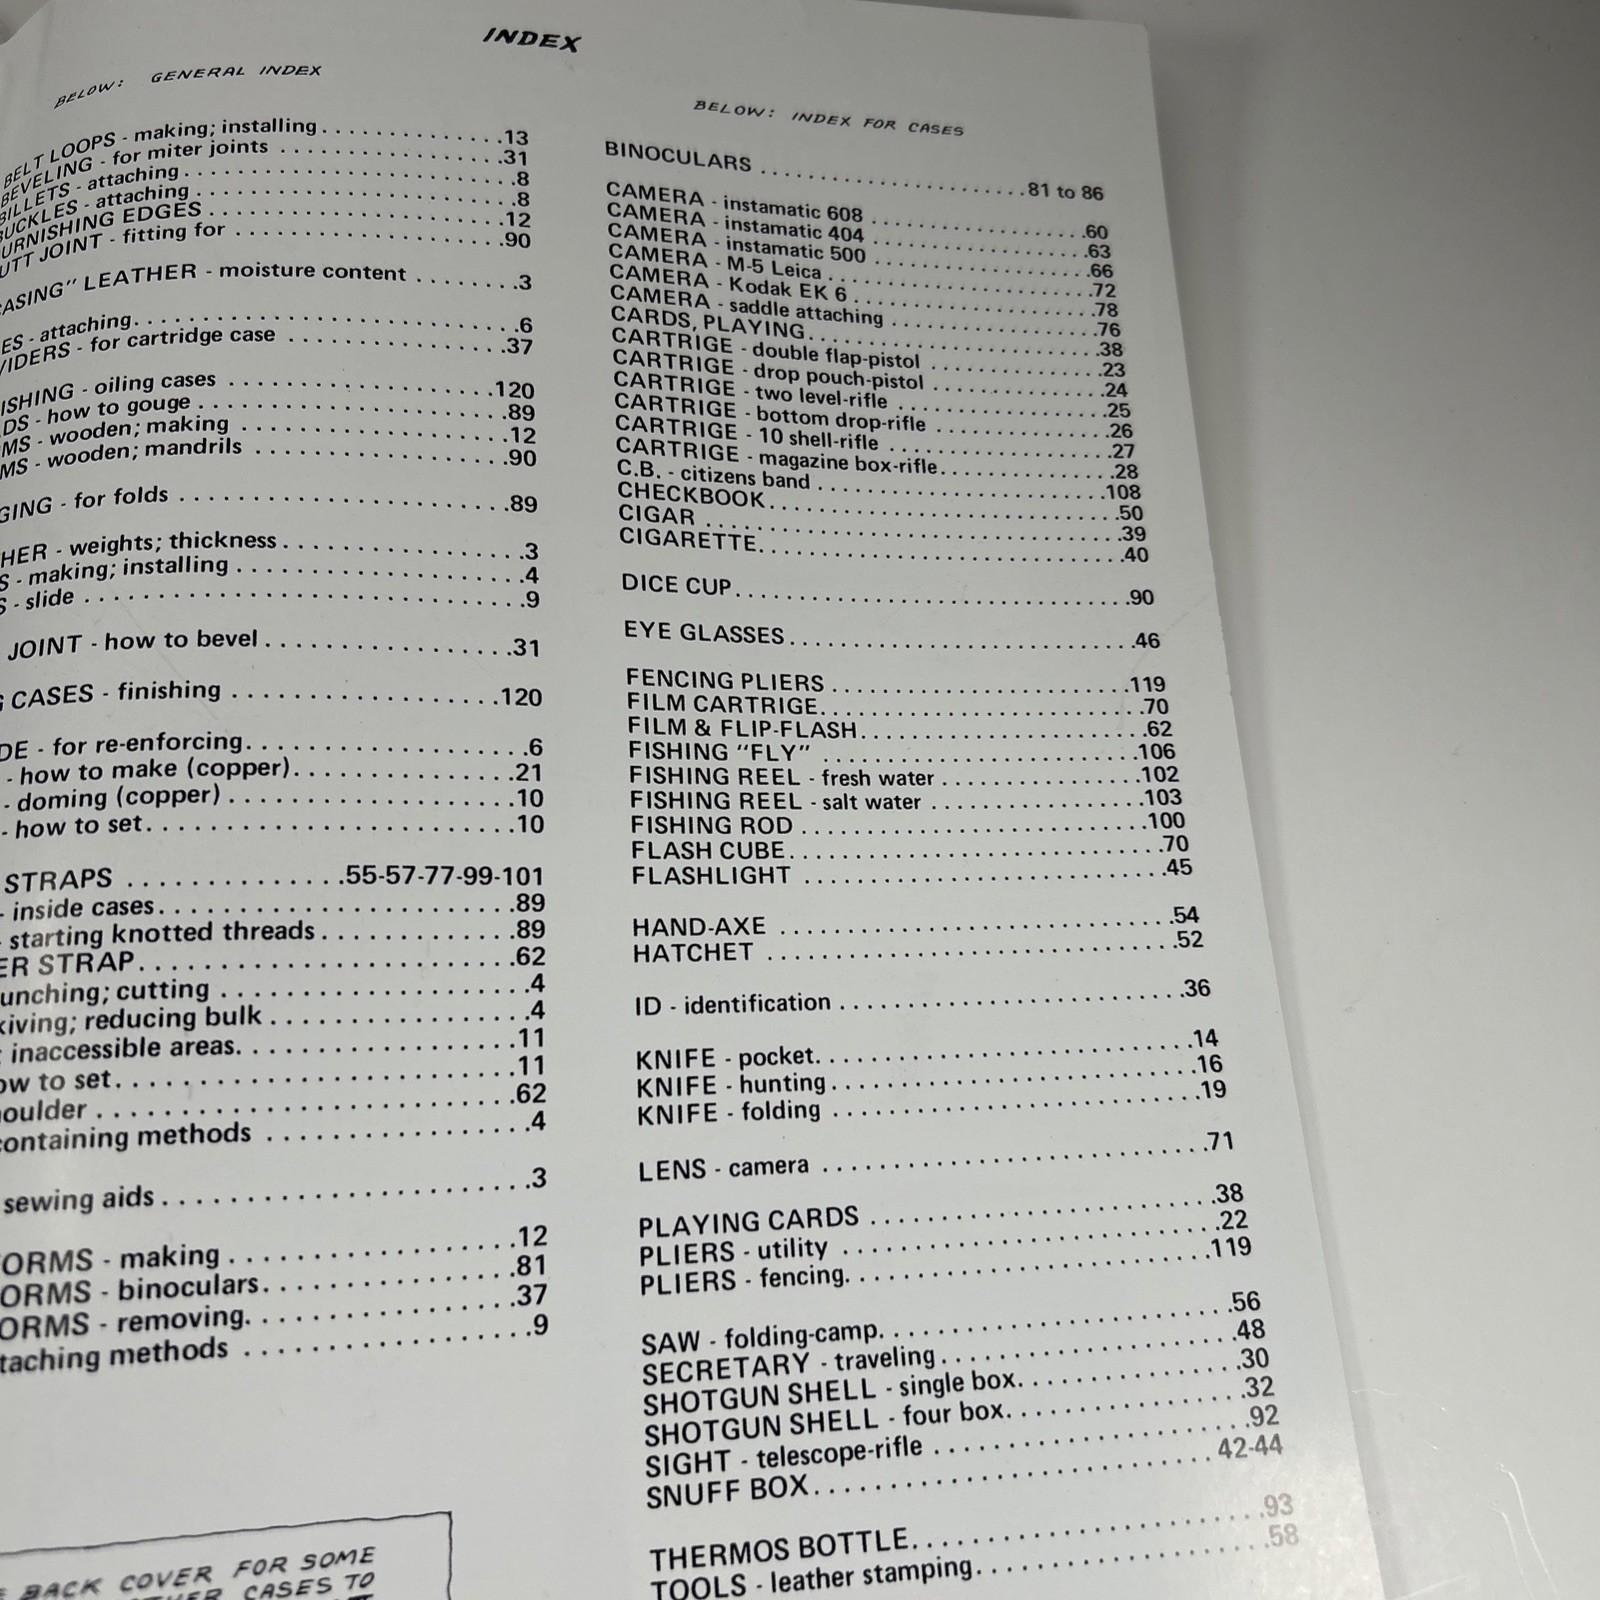 INDEX
BELOW: GENERAL INDEX
BELT LOOPS - making; installing. . . . . . . . . . . . . .13
BEVELING - for miter joints . . . . . . . . . . . . . . . .31
BILLETS - attaching. . . . . . . . . . . . . . . . . . . . . .8
BUCKLES - attaching . . . . . . . . . . . . . . . . . . . . .8
URNISHING EDGES . . . . . . . . . . . . . . . . . . . .12
UTT JOINT - fitting for . . . . . . . . . . . . . . . . . .90
ASING" LEATHER - moisture content . . . . . . . .3
ES - attaching. . . . . . . . . . . . . . . . . . . . . . . . . .6
VIDERS - for cartridge case . . . . . . . . . . . . . . .37
ISHING - oiling cases . . . . . . . . . . . . . . . . . .120
DS - how to gouge . . . . . . . . . . . . . . . . . . . . .89
MS - wooden; making . . . . . . . . . . . . . . . . . . .12
MS - wooden; mandrils . . . . . . . . . . . . . . . . . .90
GING - for folds . . . . . . . . . . . . . . . . . . . . . . .89
HER - weights; thickness . . . . . . . . . . . . . . . . .3
S - making; installing . . . . . . . . . . . . . . . . . . . .4
S - slide . . . . . . . . . . . . . . . . . . . . . . . . . . . . .9
JOINT - how to bevel. . . . . . . . . . . . . . . . . . .31
G CASES - finishing . . . . . . . . . . . . . . . . . . .120
DE - for re-enforcing. . . . . . . . . . . . . . . . . . . . .6
- how to make (copper). . . . . . . . . . . . . . . . .21
- doming (copper) . . . . . . . . . . . . . . . . . . . . .10
- how to set. . . . . . . . . . . . . . . . . . . . . . . . . .10
STRAPS . . . . . . . . . . . . . .55-57-77-99-101
- inside cases. . . . . . . . . . . . . . . . . . . . . . . . .89
- starting knotted threads . . . . . . . . . . . . . . .89
ER STRAP. . . . . . . . . . . . . . . . . . . . . . . . . .62
unching; cutting . . . . . . . . . . . . . . . . . . . . . .4
kiving; reducing bulk . . . . . . . . . . . . . . . . . . .4
; inaccessible areas. . . . . . . . . . . . . . . . . . . .11
ow to set. . . . . . . . . . . . . . . . . . . . . . . . . . .11
oulder . . . . . . . . . . . . . . . . . . . . . . . . . . . .62
containing methods . . . . . . . . . . . . . . . . . . .4
sewing aids . . . . . . . . . . . . . . . . . . . . . . . . .3
ORMS - making . . . . . . . . . . . . . . . . . . . . .12
ORMS - binoculars. . . . . . . . . . . . . . . . . . .81
ORMS - removing. . . . . . . . . . . . . . . . . . . .37
taching methods . . . . . . . . . . . . . . . . . . . . .9
BACK COVER FOR SOME
CASES TO
BELOW: INDEX FOR CASES
BINOCULARS . . . . . . . . . . . . . . . . . . . . . . .81 to 86
CAMERA - instamatic 608 . . . . . . . . . . . . . . . . . .60
CAMERA - instamatic 404 . . . . . . . . . . . . . . . . . .63
CAMERA - instamatic 500 . . . . . . . . . . . . . . . . . .66
CAMERA - M-5 Leica . . . . . . . . . . . . . . . . . . . . .72
CAMERA - Kodak EK 6 . . . . . . . . . . . . . . . . . . . .78
CAMERA - saddle attaching . . . . . . . . . . . . . . . . .76
CARDS, PLAYING. . . . . . . . . . . . . . . . . . . . . . . .38
CARTRIGE - double flap-pistol . . . . . . . . . . . . . . .23
CARTRIGE - drop pouch-pistol . . . . . . . . . . . . . . .24
CARTRIGE - two level-rifle . . . . . . . . . . . . . . . . . .25
CARTRIGE - bottom drop-rifle . . . . . . . . . . . . . . .26
CARTRIGE - 10 shell-rifle . . . . . . . . . . . . . . . . . .27
CARTRIGE - magazine box-rifle. . . . . . . . . . . . . . .28
C.B. - citizens band . . . . . . . . . . . . . . . . . . . . . .108
CHECKBOOK. . . . . . . . . . . . . . . . . . . . . . . . . . .50
CIGAR . . . . . . . . . . . . . . . . . . . . . . . . . . . . . . .39
CIGARETTE. . . . . . . . . . . . . . . . . . . . . . . . . . . .40
DICE CUP. . . . . . . . . . . . . . . . . . . . . . . . . . . . .90
EYE GLASSES. . . . . . . . . . . . . . . . . . . . . . . . . .46
FENCING PLIERS . . . . . . . . . . . . . . . . . . . . . .119
FILM CARTRIGE. . . . . . . . . . . . . . . . . . . . . . . .70
FILM & FLIP-FLASH. . . . . . . . . . . . . . . . . . . . .62
FISHING "FLY" . . . . . . . . . . . . . . . . . . . . . . .106
FISHING REEL - fresh water . . . . . . . . . . . . . . .102
FISHING REEL - salt water . . . . . . . . . . . . . . . .103
FISHING ROD . . . . . . . . . . . . . . . . . . . . . . . .100
FLASH CUBE. . . . . . . . . . . . . . . . . . . . . . . . . .70
FLASHLIGHT . . . . . . . . . . . . . . . . . . . . . . . . .45
HAND-AXE . . . . . . . . . . . . . . . . . . . . . . . . . .54
HATCHET . . . . . . . . . . . . . . . . . . . . . . . . . . .52
ID - identification . . . . . . . . . . . . . . . . . . . . . .36
KNIFE - pocket. . . . . . . . . . . . . . . . . . . . . . . .14
KNIFE - hunting. . . . . . . . . . . . . . . . . . . . . . .16
KNIFE - folding . . . . . . . . . . . . . . . . . . . . . . .19
LENS - camera . . . . . . . . . . . . . . . . . . . . . . . .71
PLAYING CARDS . . . . . . . . . . . . . . . . . . . . .38
PLIERS - utility . . . . . . . . . . . . . . . . . . . . . . .22
PLIERS - fencing. . . . . . . . . . . . . . . . . . . . . .119
SAW - folding-camp. . . . . . . . . . . . . . . . . . . . .56
SECRETARY - traveling. . . . . . . . . . . . . . . . . .48
SHOTGUN SHELL - single box. . . . . . . . . . . . .30
SHOTGUN SHELL - four box. . . . . . . . . . . . . .32
SIGHT - telescope-rifle . . . . . . . . . . . . . . . . . .92
SNUFF BOX. . . . . . . . . . . . . . . . . . . . . . .42-44
THERMOS BOTTLE. . . . . . . . . . . . . . . . . . . .93
TOOLS - leather stamping. . . . . . . . . . . . . . . . .58